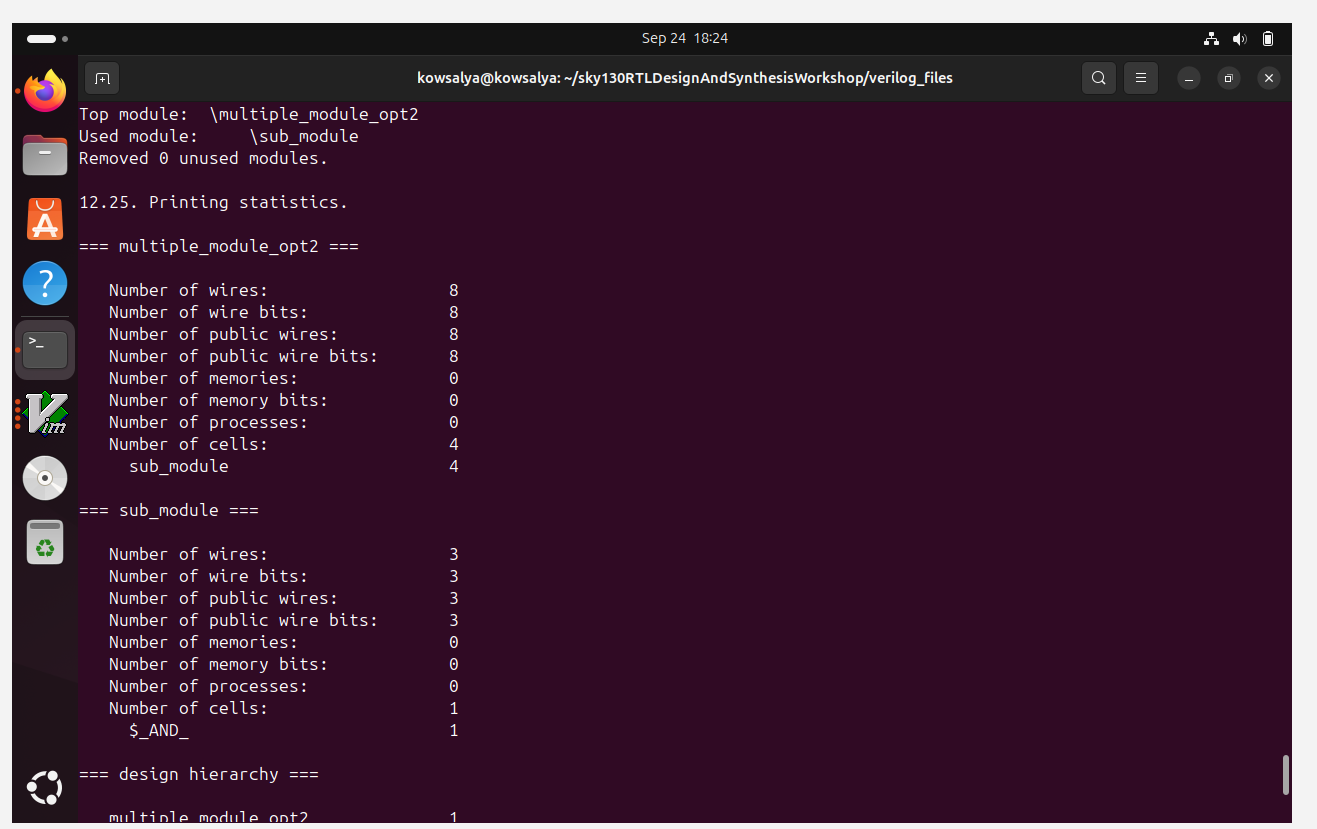 Sep 24 18:24
kowsalya@kowsalya: ~/sky130RTLDesignAndSynthesisWorkshop/verilog_files
Top module:  \multiple_module_opt2
Used module:     \sub_module
Removed 0 unused modules.
12.25. Printing statistics.
=== multiple_module_opt2 ===
Number of wires: 8
Number of wire bits: 8
Number of public wires: 8
Number of public wire bits: 8
Number of memories: 0
Number of memory bits: 0
Number of processes: 0
Number of cells: 4
sub_module 4
=== sub_module ===
Number of wires: 3
Number of wire bits: 3
Number of public wires: 3
Number of public wire bits: 3
Number of memories: 0
Number of memory bits: 0
Number of processes: 0
Number of cells: 1
$_AND_ 1
=== design hierarchy ===
multiple_module_opt2 1